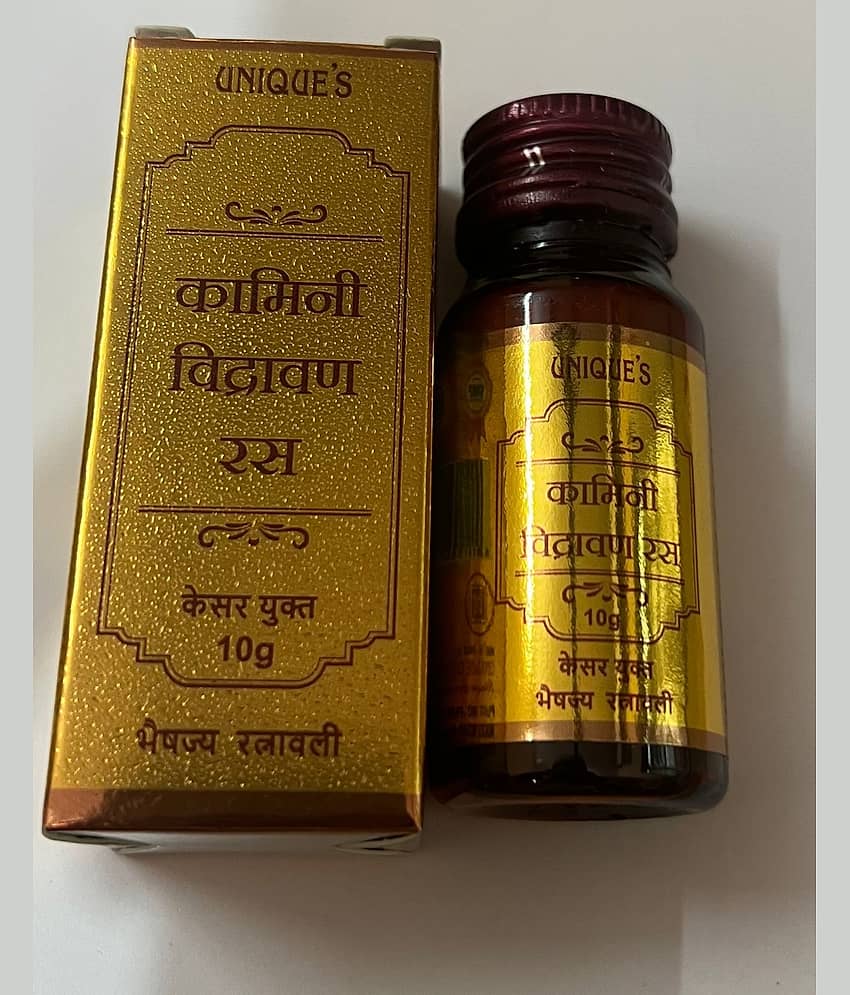 UNIQUE'S
कामिनी
विद्रावण
रस
केसर युक्त
10g
भैषज्य रत्नावली
UNIQUE'S
कामिनी
विद्रावण रस
10g
केसर युक्त
भैषज्य रत्नावली